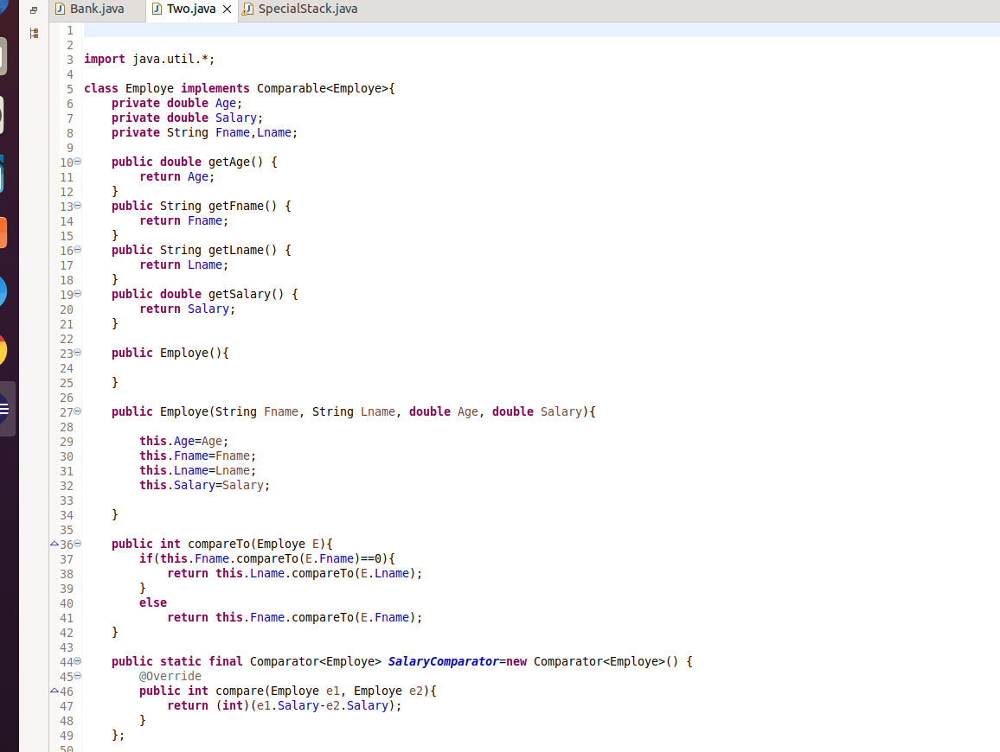 Bank.java Two.java SpecialStack.java
1
2
3 import java.util.*;
4
5 class Employe implements Comparable<Employe>{
6 private double Age;
7 private double Salary;
8 private String Fname,Lname;
9
10 public double getAge() {
11 return Age;
12 }
13 public String getFname() {
14 return Fname;
15 }
16 public String getLname() {
17 return Lname;
18 }
19 public double getSalary() {
20 return Salary;
21 }
22
23 public Employe(){
24
25 }
26
27 public Employe(String Fname, String Lname, double Age, double Salary){
28
29 this.Age=Age;
30 this.Fname=Fname;
31 this.Lname=Lname;
32 this.Salary=Salary;
33
34 }
35
36 public int compareTo(Employe E){
37 if(this.Fname.compareTo(E.Fname)==0){
38 return this.Lname.compareTo(E.Lname);
39 }
40 else
41 return this.Fname.compareTo(E.Fname);
42 }
43
44 public static final Comparator<Employe> SalaryComparator=new Comparator<Employe>() {
45 @Override
46 public int compare(Employe e1, Employe e2){
47 return (int)(e1.Salary-e2.Salary);
48 }
49 };
50